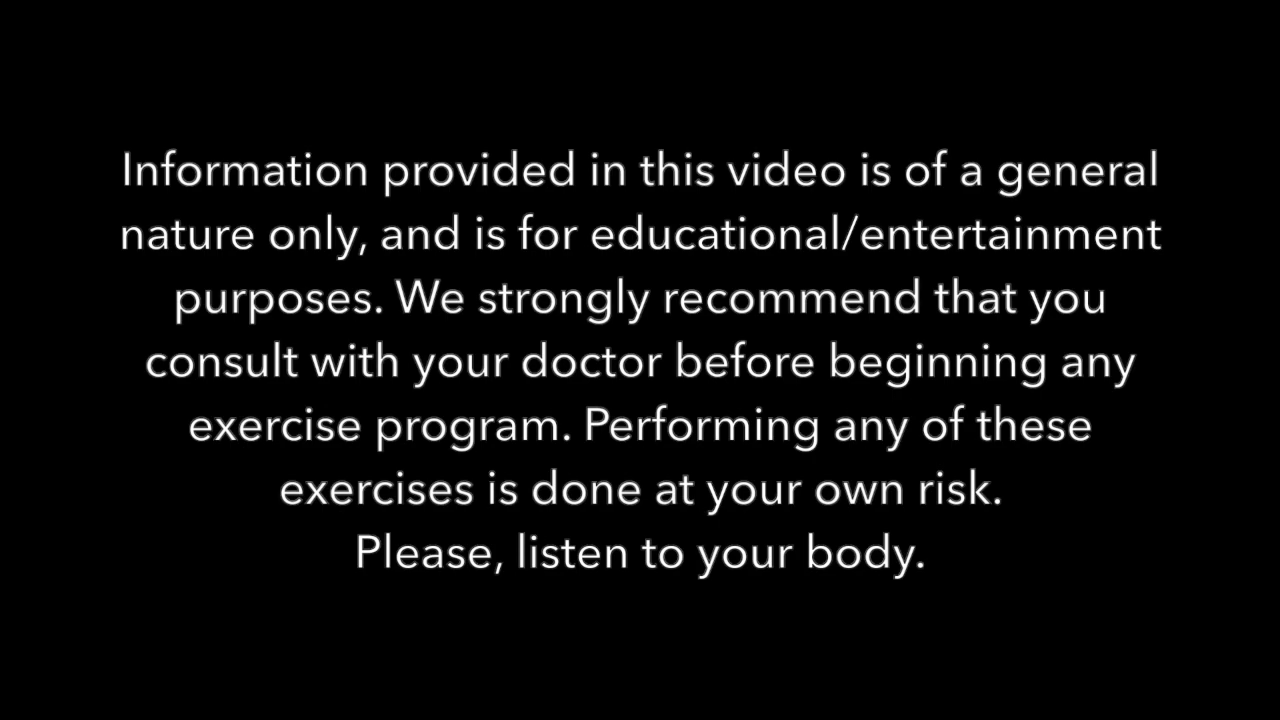 Information provided in this video is of a general
nature only, and is for educational/entertainment
purposes. We strongly recommend that you
consult with your doctor before beginning any
exercise program. Performing any of these
exercises is done at your own risk.
Please, listen to your body.